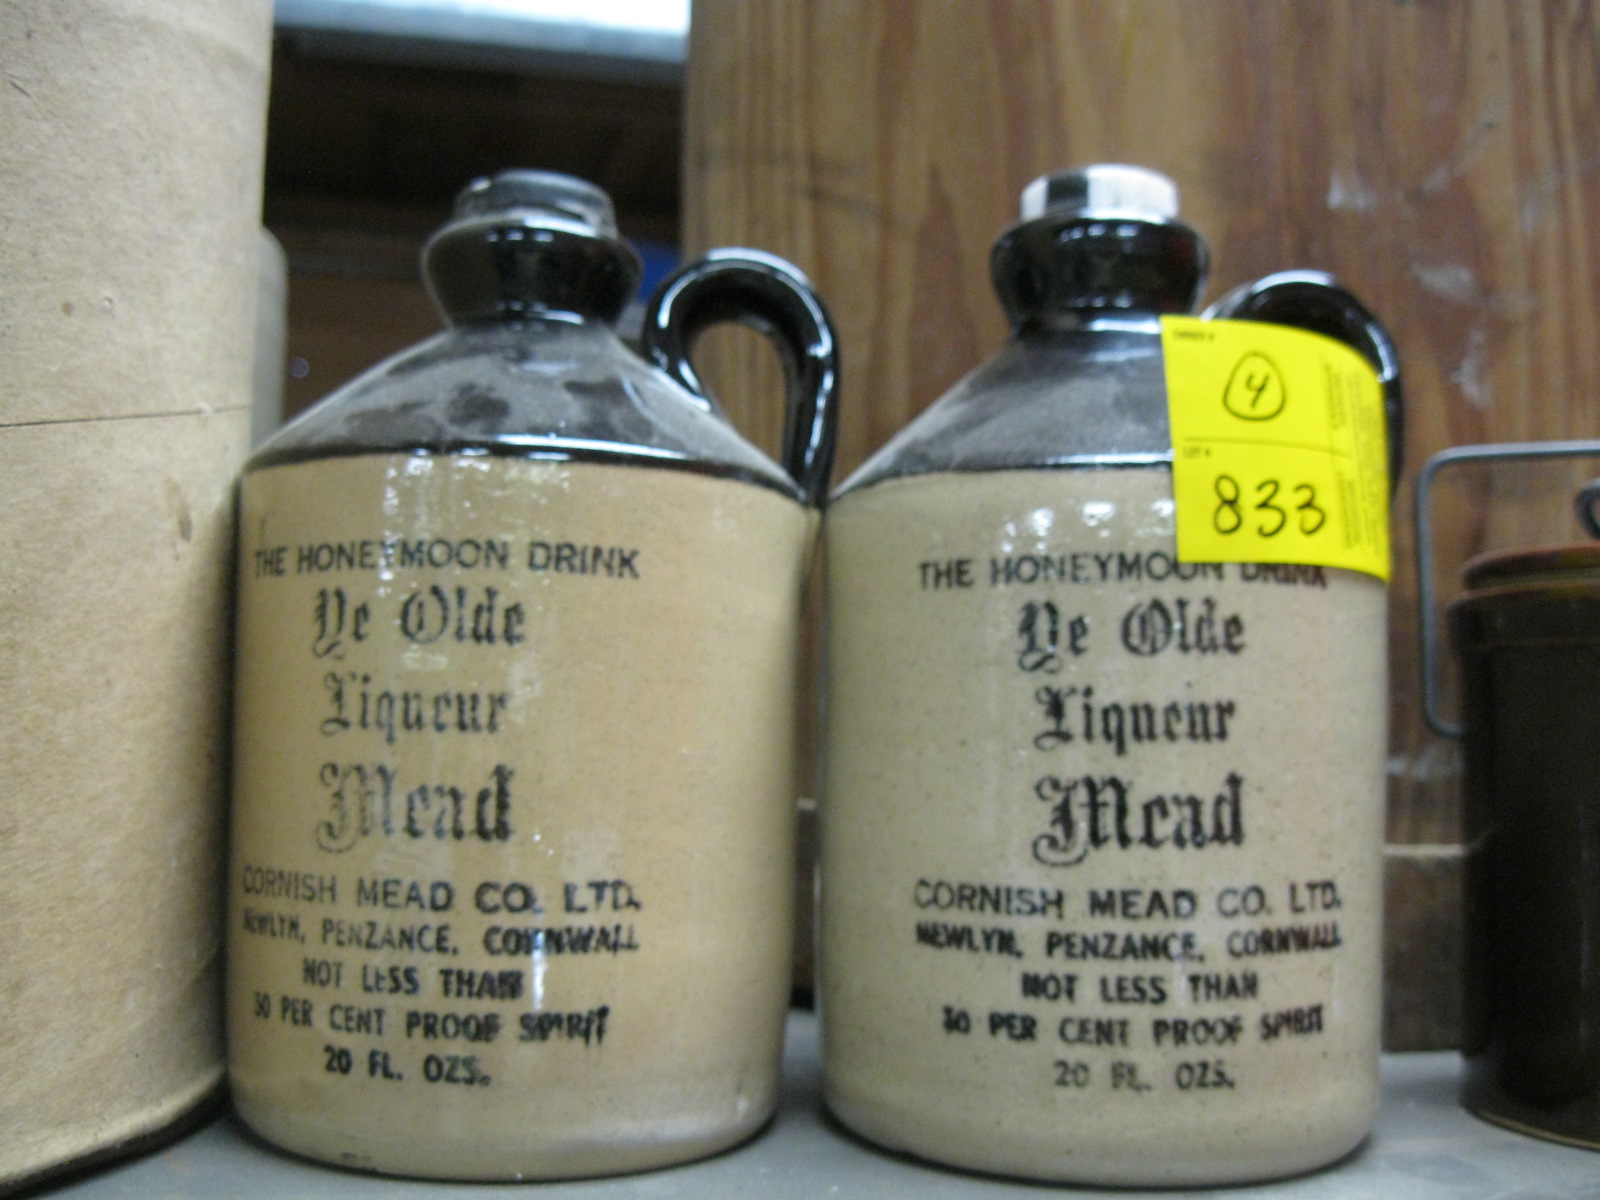 THE HONEYMOON DRINK
Ye Olde
Liqueur
Mead
CORNISH MEAD CO. LTD.
NEWLYN, PENZANCE, CORNWALL
NOT LESS THAN
30 PER CENT PROOF SPIRIT
20 FL. OZS.
4
LOT #
833
THE HONEYMOON DRINK
Ye Olde
Liqueur
Mead
CORNISH MEAD CO. LTD.
NEWLYN, PENZANCE, CORNWALL
NOT LESS THAN
30 PER CENT PROOF SPIRIT
20 FL. OZS.